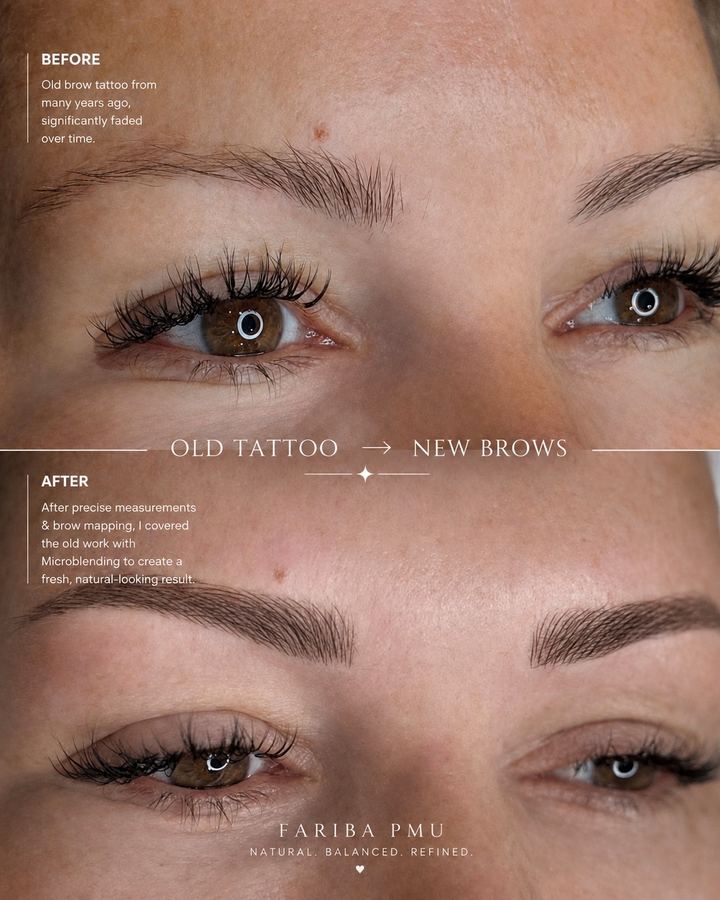 BEFORE
Old brow tattoo from
many years ago,
significantly faded
over time.
OLD TATTOO → NEW BROWS
AFTER
After precise measurements
& brow mapping, I covered
the old work with
Microblending to create a
fresh, natural-looking result.
FARIBA PMU
NATURAL. BALANCED. REFINED.